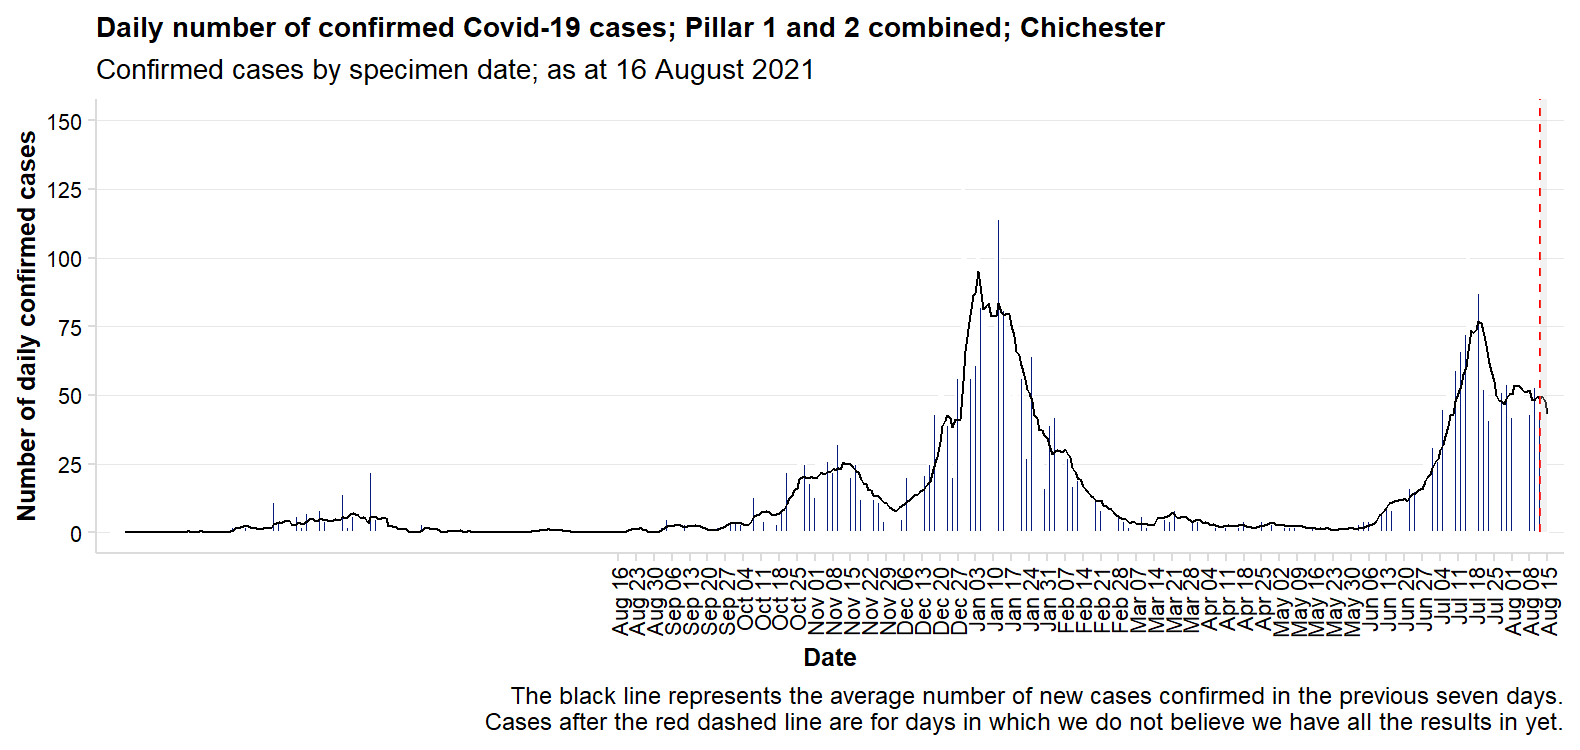 Daily number of confirmed Covid-19 cases; Pillar 1 and 2 combined; Chichester
Confirmed cases by specimen date; as at 16 August 2021
Number of daily confirmed cases
150
125
100
75
50
25
0
Aug 16
Aug 23
Aug 30
Sep 06
Sep 13
Sep 20
Sep 27
Oct 04
Oct 11
Oct 18
Oct 25
Nov 01
Nov 08
Nov 15
Nov 22
Nov 29
Dec 06
Dec 13
Dec 20
Dec 27
Jan 03
Jan 10
Jan 17
Jan 24
Jan 31
Feb 07
Feb 14
Feb 21
Feb 28
Mar 07
Mar 14
Mar 21
Mar 28
Apr 04
Apr 11
Apr 18
Apr 25
May 02
May 09
May 16
May 23
May 30
Jun 06
Jun 13
Jun 20
Jun 27
Jul 04
Jul 11
Jul 18
Jul 25
Aug 01
Aug 08
Aug 15
Date
The black line represents the average number of new cases confirmed in the previous seven days.
Cases after the red dashed line are for days in which we do not believe we have all the results in yet.